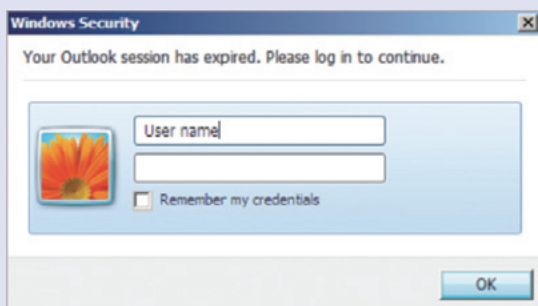 Windows Security
Your Outlook session has expired. Please log in to continue.
User name
Remember my credentials
OK